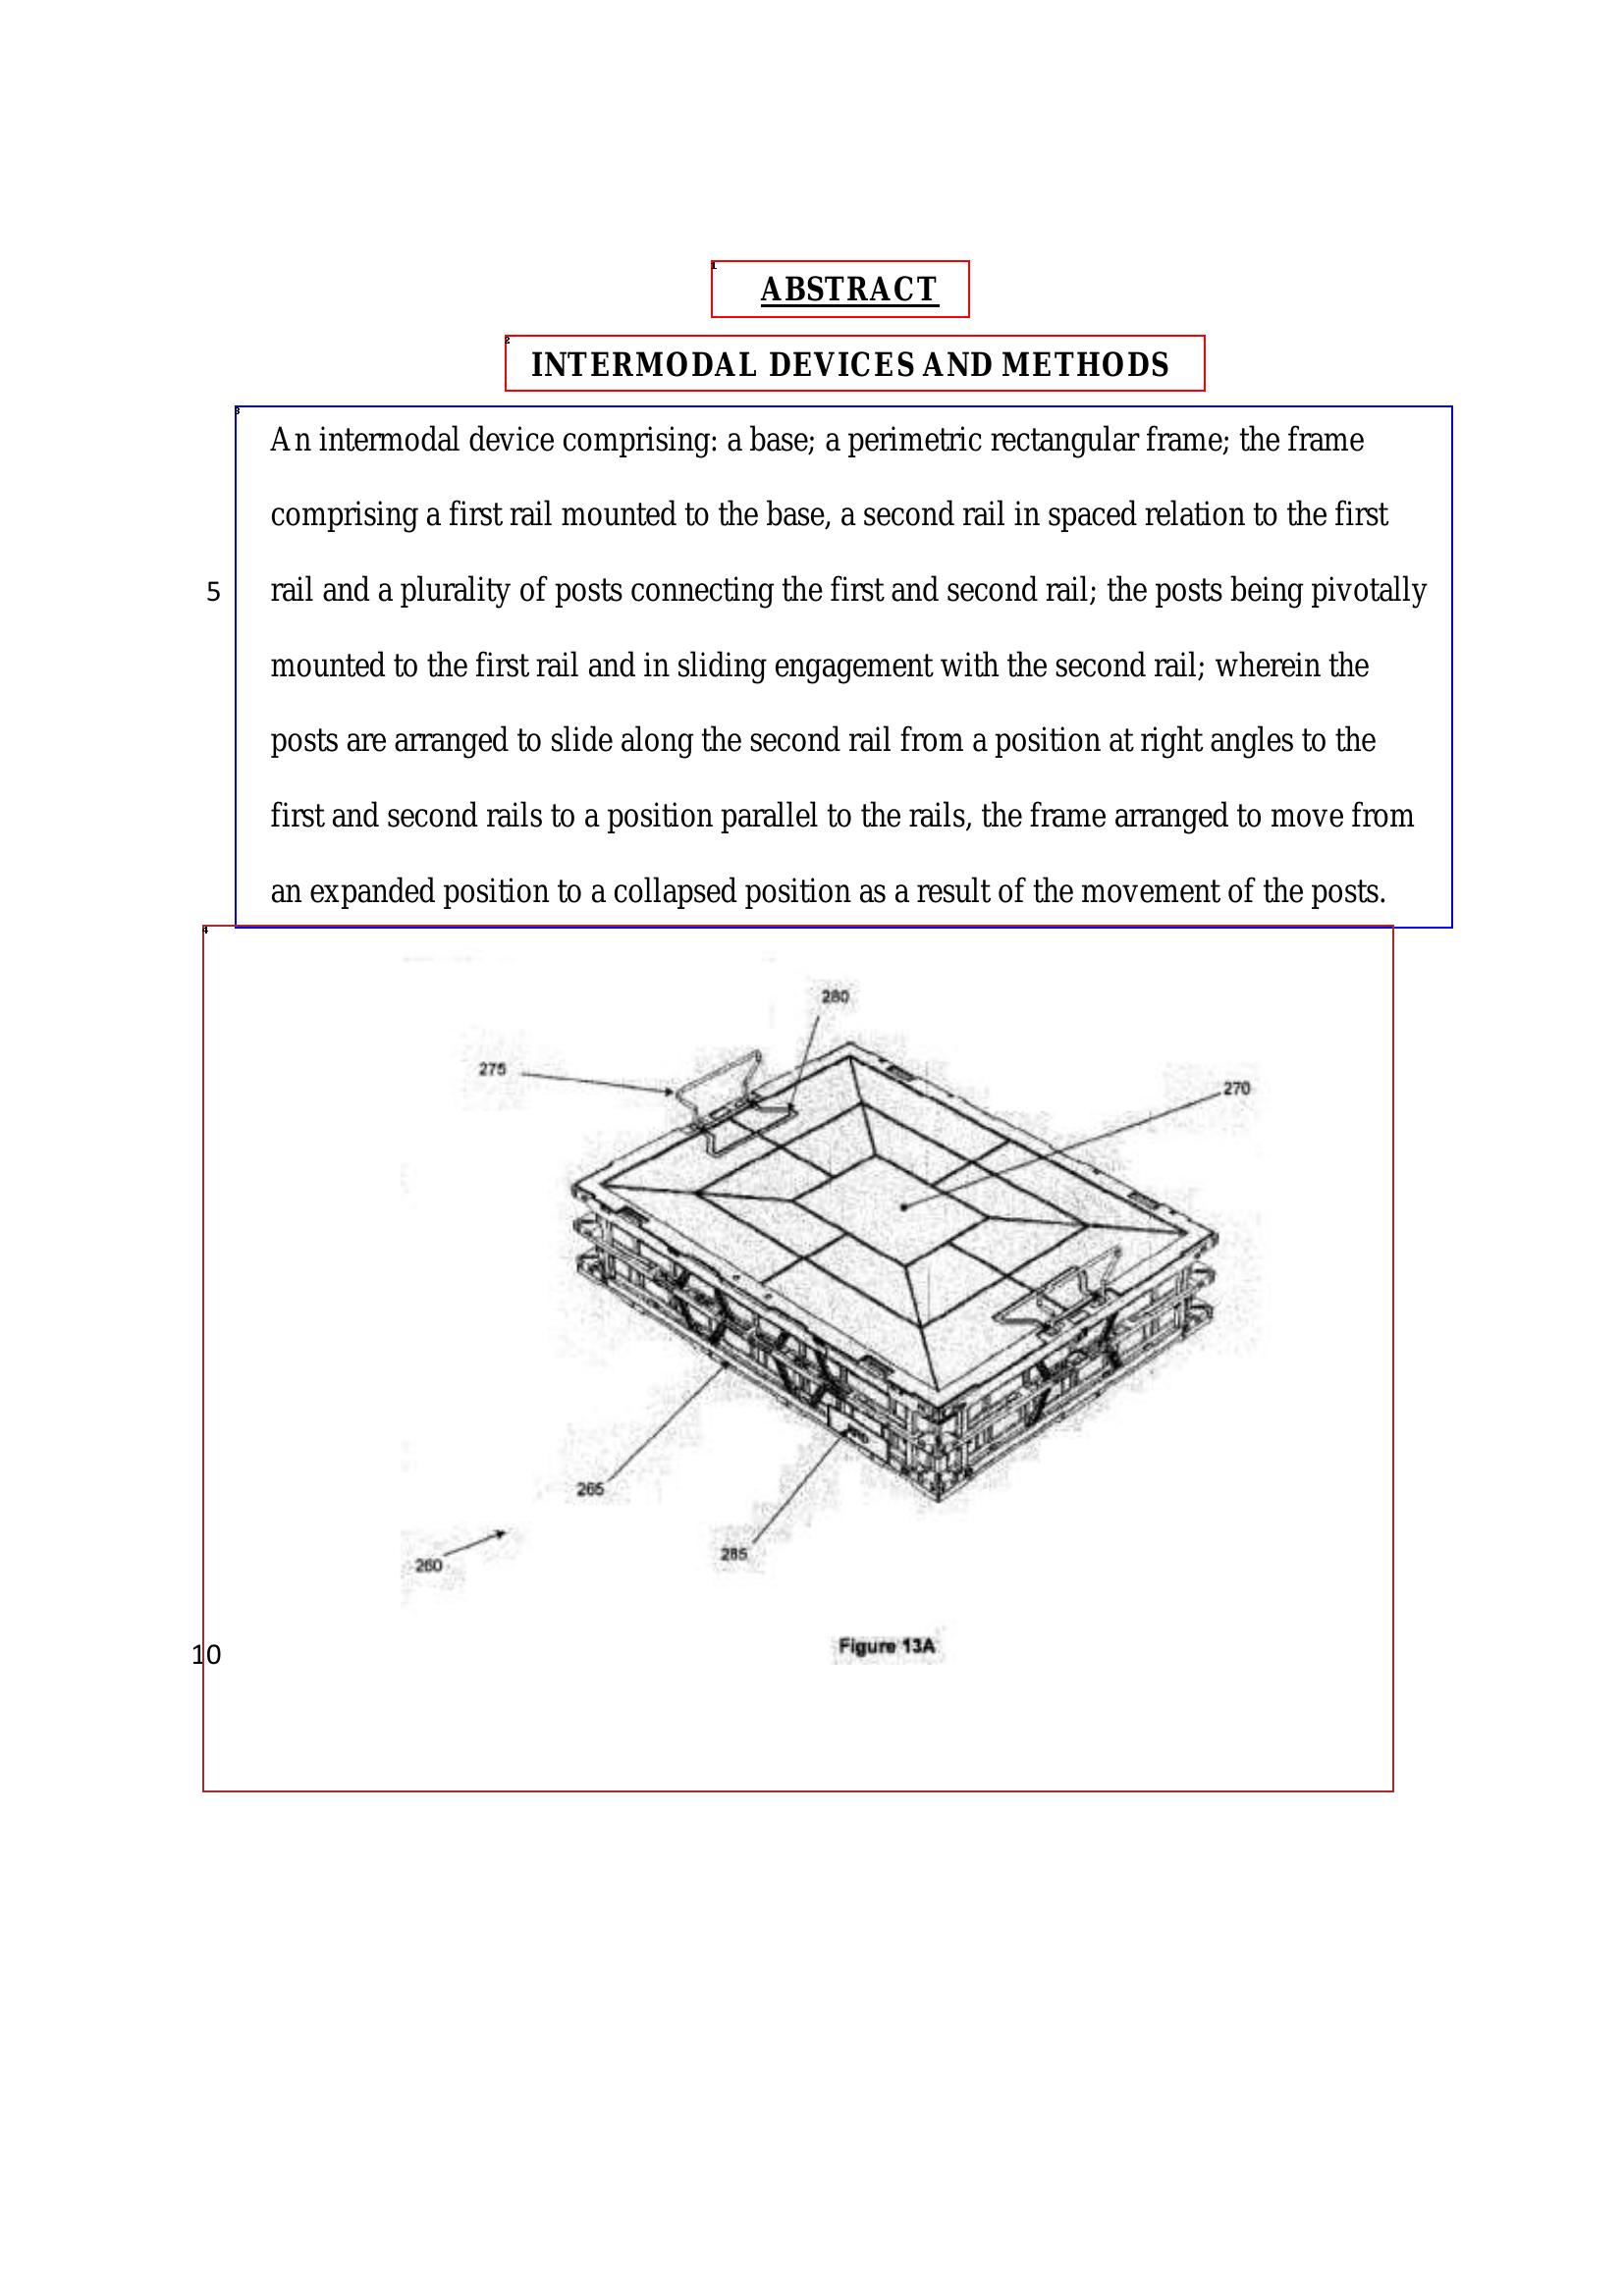 1
ABSTRACT
2
INTERMODAL DEVICES AND METHODS
3
An intermodal device comprising: a base; a perimetric rectangular frame; the frame
comprising a first rail mounted to the base, a second rail in spaced relation to the first
5 rail and a plurality of posts connecting the first and second rail; the posts being pivotally
mounted to the first rail and in sliding engagement with the second rail; wherein the
posts are arranged to slide along the second rail from a position at right angles to the
first and second rails to a position parallel to the rails, the frame arranged to move from
an expanded position to a collapsed position as a result of the movement of the posts.
4
280
275
270
265
285
260
Figure 13A
10